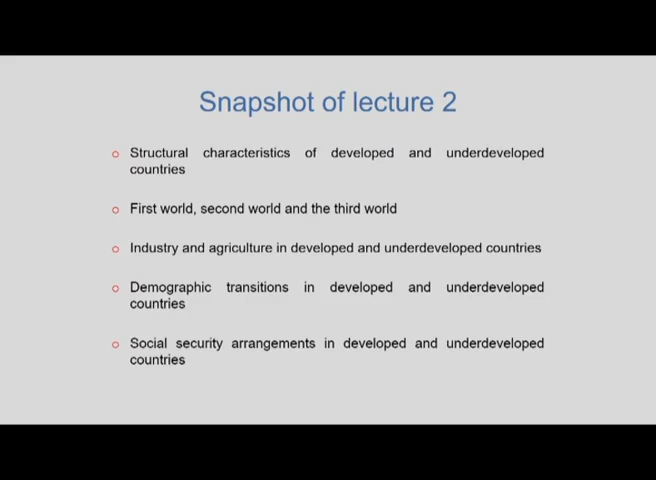 Snapshot of lecture 2
Structural characteristics of developed and underdeveloped
countries
First world, second world and the third world
Industry and agriculture in developed and underdeveloped countries
Demographic transitions in developed and underdeveloped
countries
Social security arrangements in developed and underdeveloped
countries